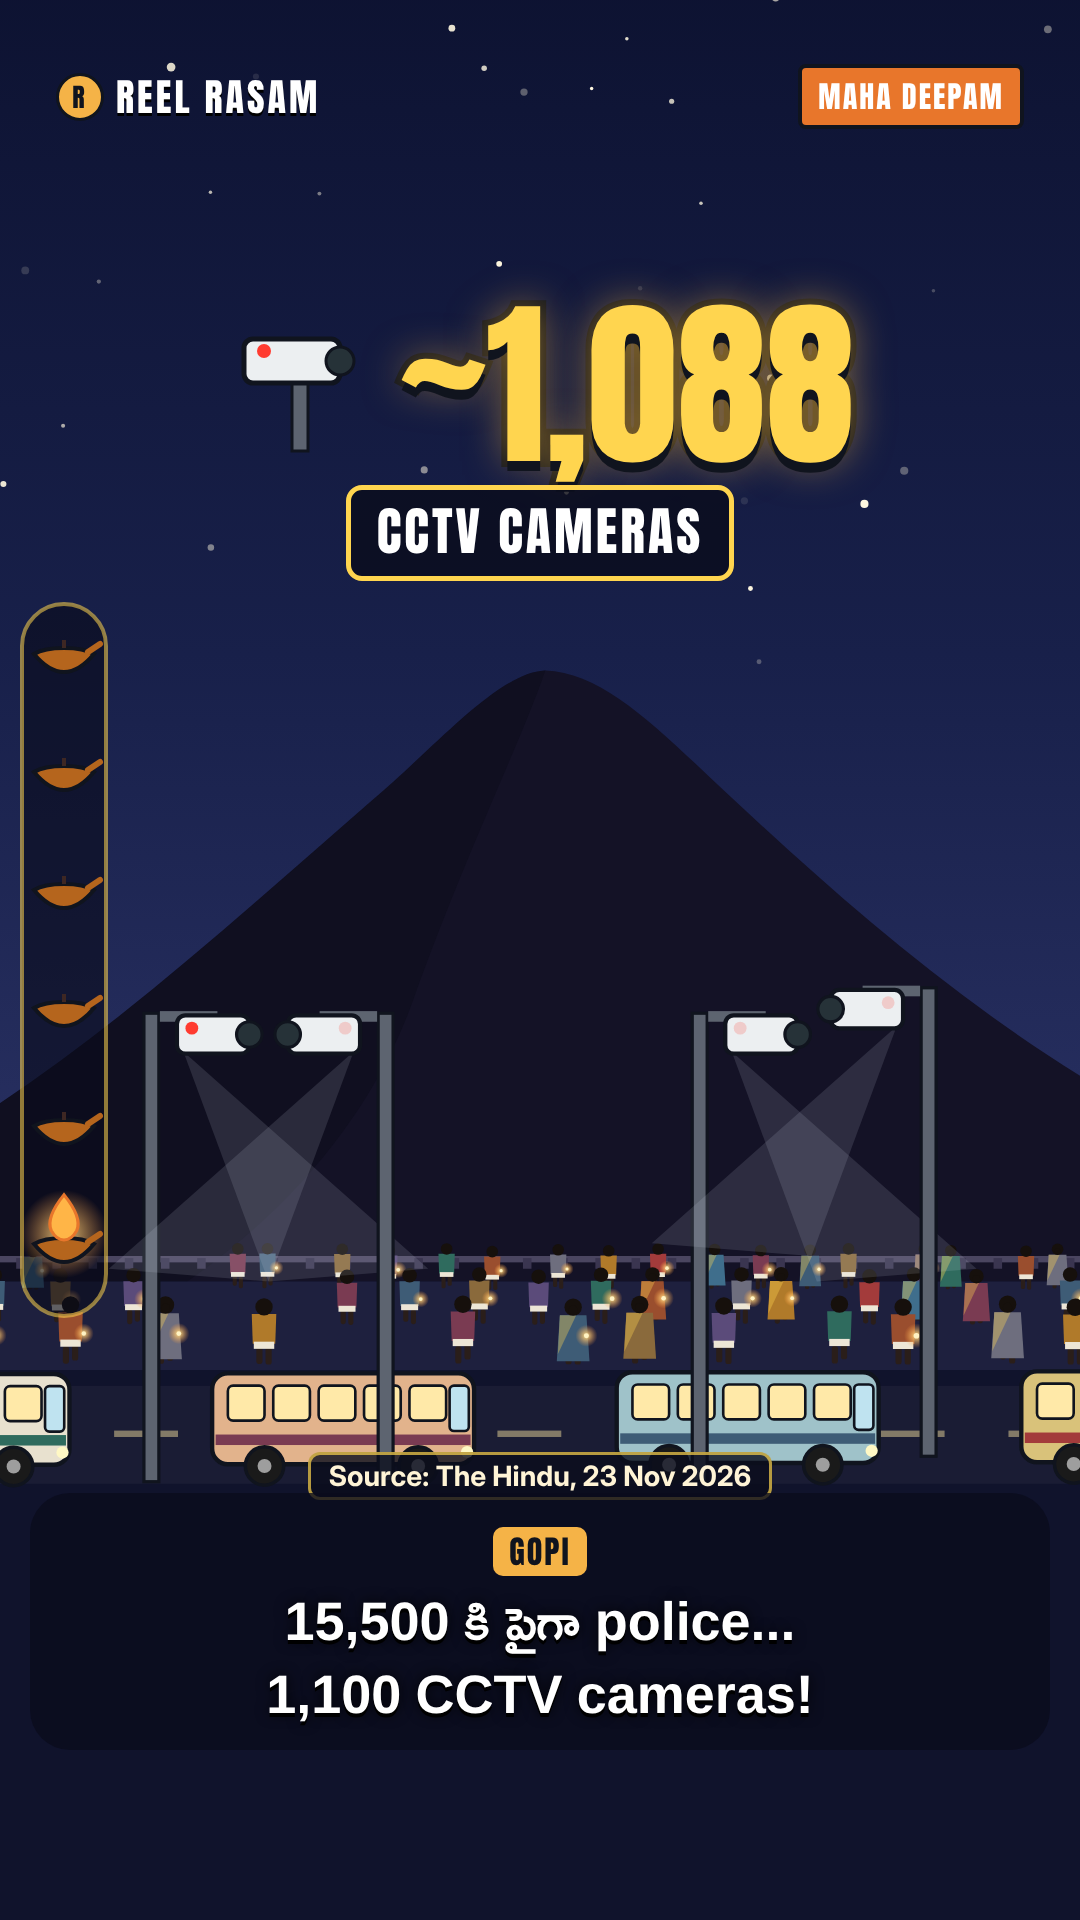 R REEL RASAM
MAHA DEEPAM
~1,088
CCTV CAMERAS
Source: The Hindu, 23 Nov 2026
GOPI
15,500 కి పైగా police...
1,100 CCTV cameras!